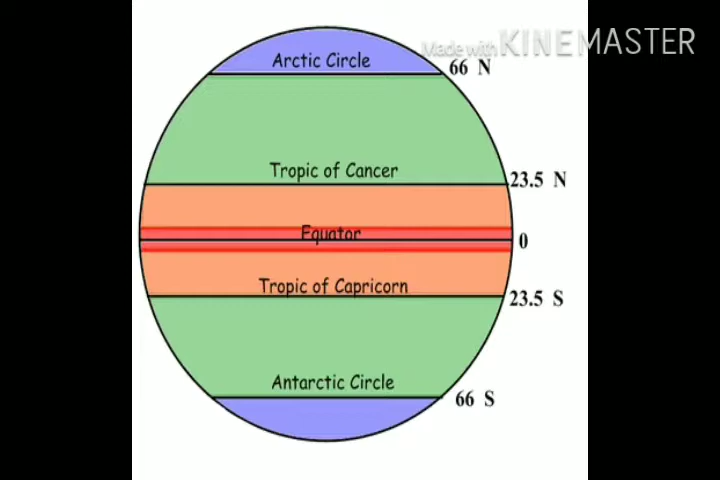 Made with KINEMASTER
Arctic Circle
66 N
Tropic of Cancer
23.5 N
Equator
0
Tropic of Capricorn
23.5 S
Antarctic Circle
66 S